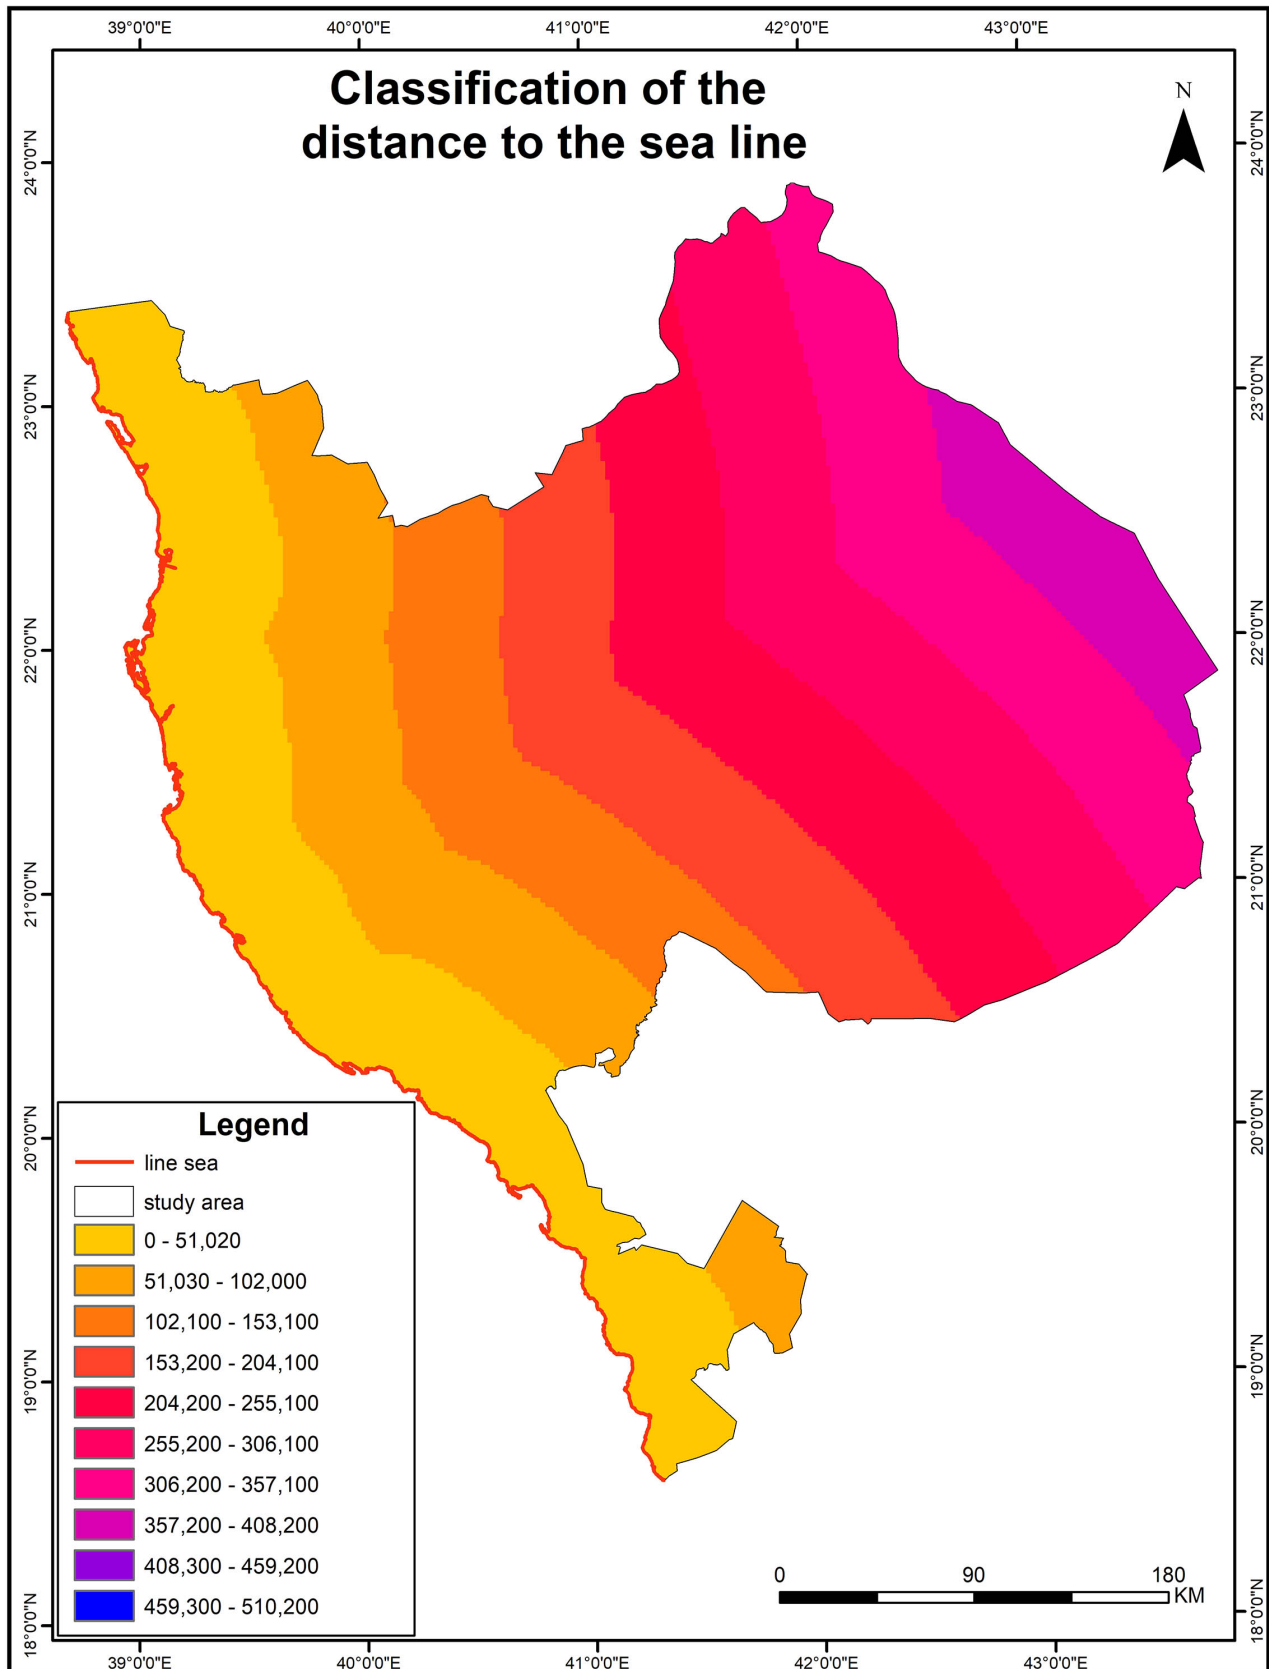 39°0'0"E 40°0'0"E 41°0'0"E 42°0'0"E 43°0'0"E
Classification of the
distance to the sea line
N
24°0'0"N
24°0'0"N
23°0'0"N
23°0'0"N
22°0'0"N
22°0'0"N
21°0'0"N
21°0'0"N
20°0'0"N
20°0'0"N
19°0'0"N
19°0'0"N
18°0'0"N
18°0'0"N
Legend
line sea
study area
0 - 51,020
51,030 - 102,000
102,100 - 153,100
153,200 - 204,100
204,200 - 255,100
255,200 - 306,100
306,200 - 357,100
357,200 - 408,200
408,300 - 459,200
459,300 - 510,200
0 90 180
KM
39°0'0"E 40°0'0"E 41°0'0"E 42°0'0"E 43°0'0"E